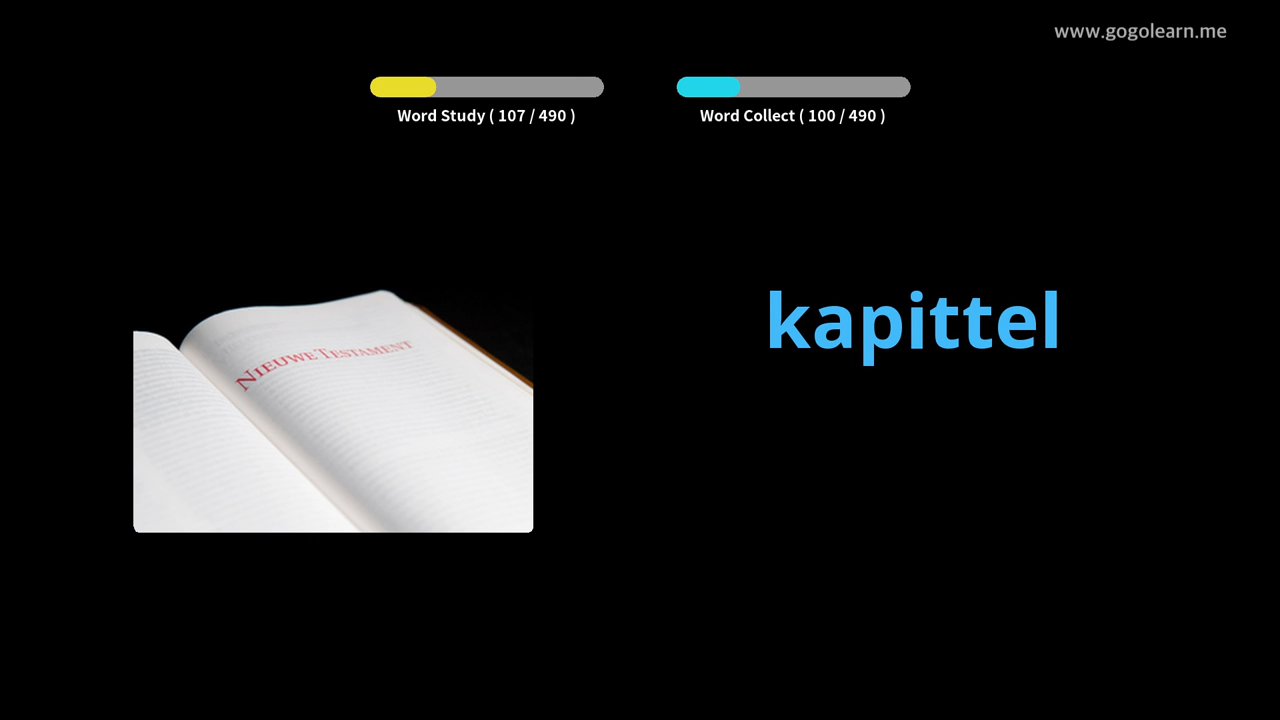 www.gogolearn.me
Word Study ( 107 / 490 )
Word Collect ( 100 / 490 )
kapittel
NIEUWE TESTAMENT